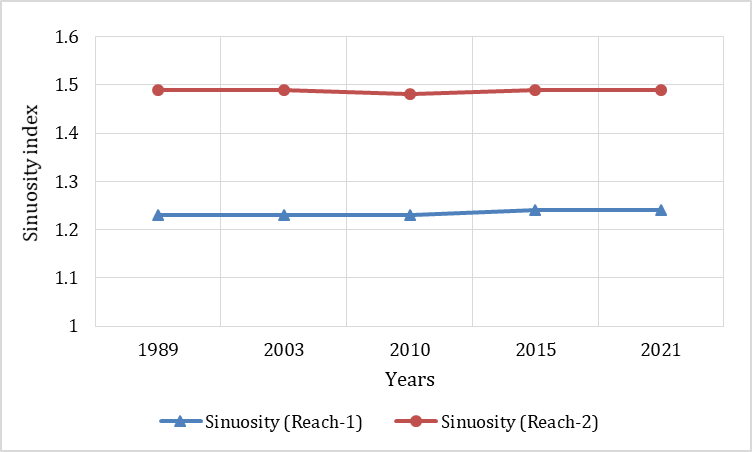 1.6
1.5
1.4
1.3
1.2
1.1
1
Sinuosity index
1989 2003 2010 2015 2021
Years
Sinuosity (Reach-1) Sinuosity (Reach-2)